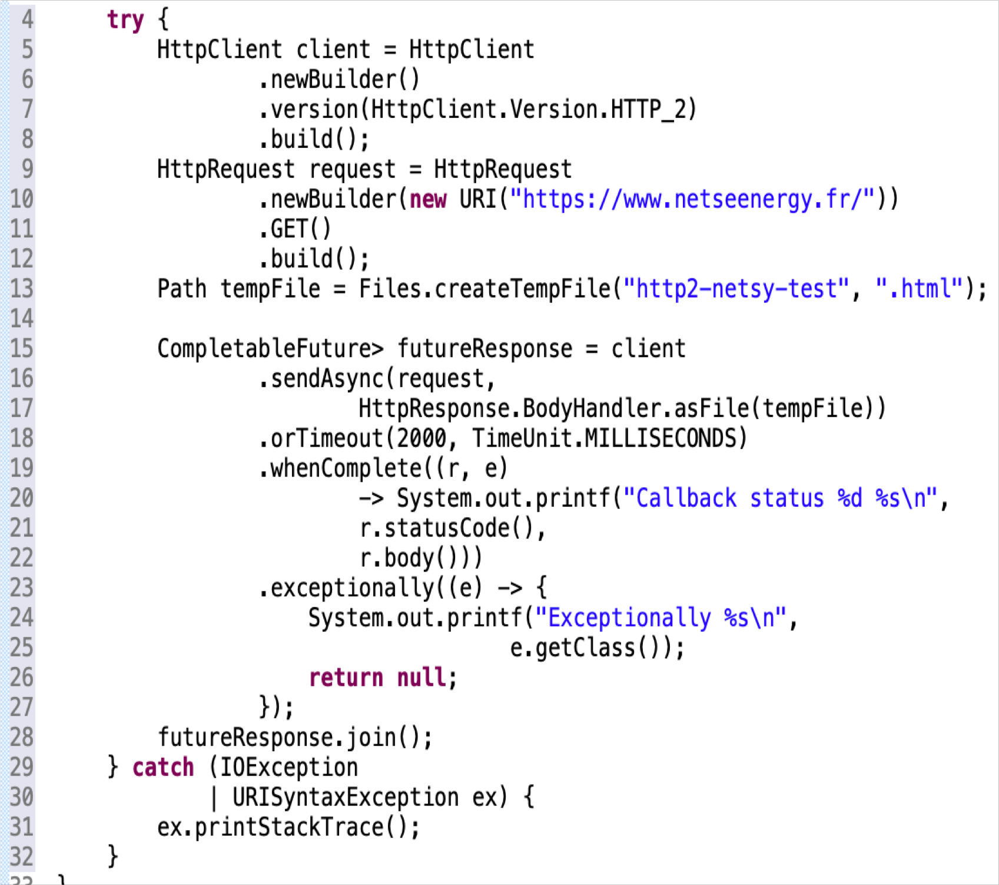 4 try {
5 HttpClient client = HttpClient
6 .newBuilder()
7 .version(HttpClient.Version.HTTP_2)
8 .build();
9 HttpRequest request = HttpRequest
10 .newBuilder(new URI("https://www.netseenergy.fr/"))
11 .GET()
12 .build();
13 Path tempFile = Files.createTempFile("http2-netsy-test", ".html");
14
15 CompletableFuture> futureResponse = client
16 .sendAsync(request,
17 HttpResponse.BodyHandler.asFile(tempFile))
18 .orTimeout(2000, TimeUnit.MILLISECONDS)
19 .whenComplete((r, e)
20 -> System.out.printf("Callback status %d %s\n",
21 r.statusCode(),
22 r.body()))
23 .exceptionally((e) -> {
24 System.out.printf("Exceptionally %s\n",
25 e.getClass());
26 return null;
27 });
28 futureResponse.join();
29 } catch (IOException
30 | URISyntaxException ex) {
31 ex.printStackTrace();
32 }
33 }